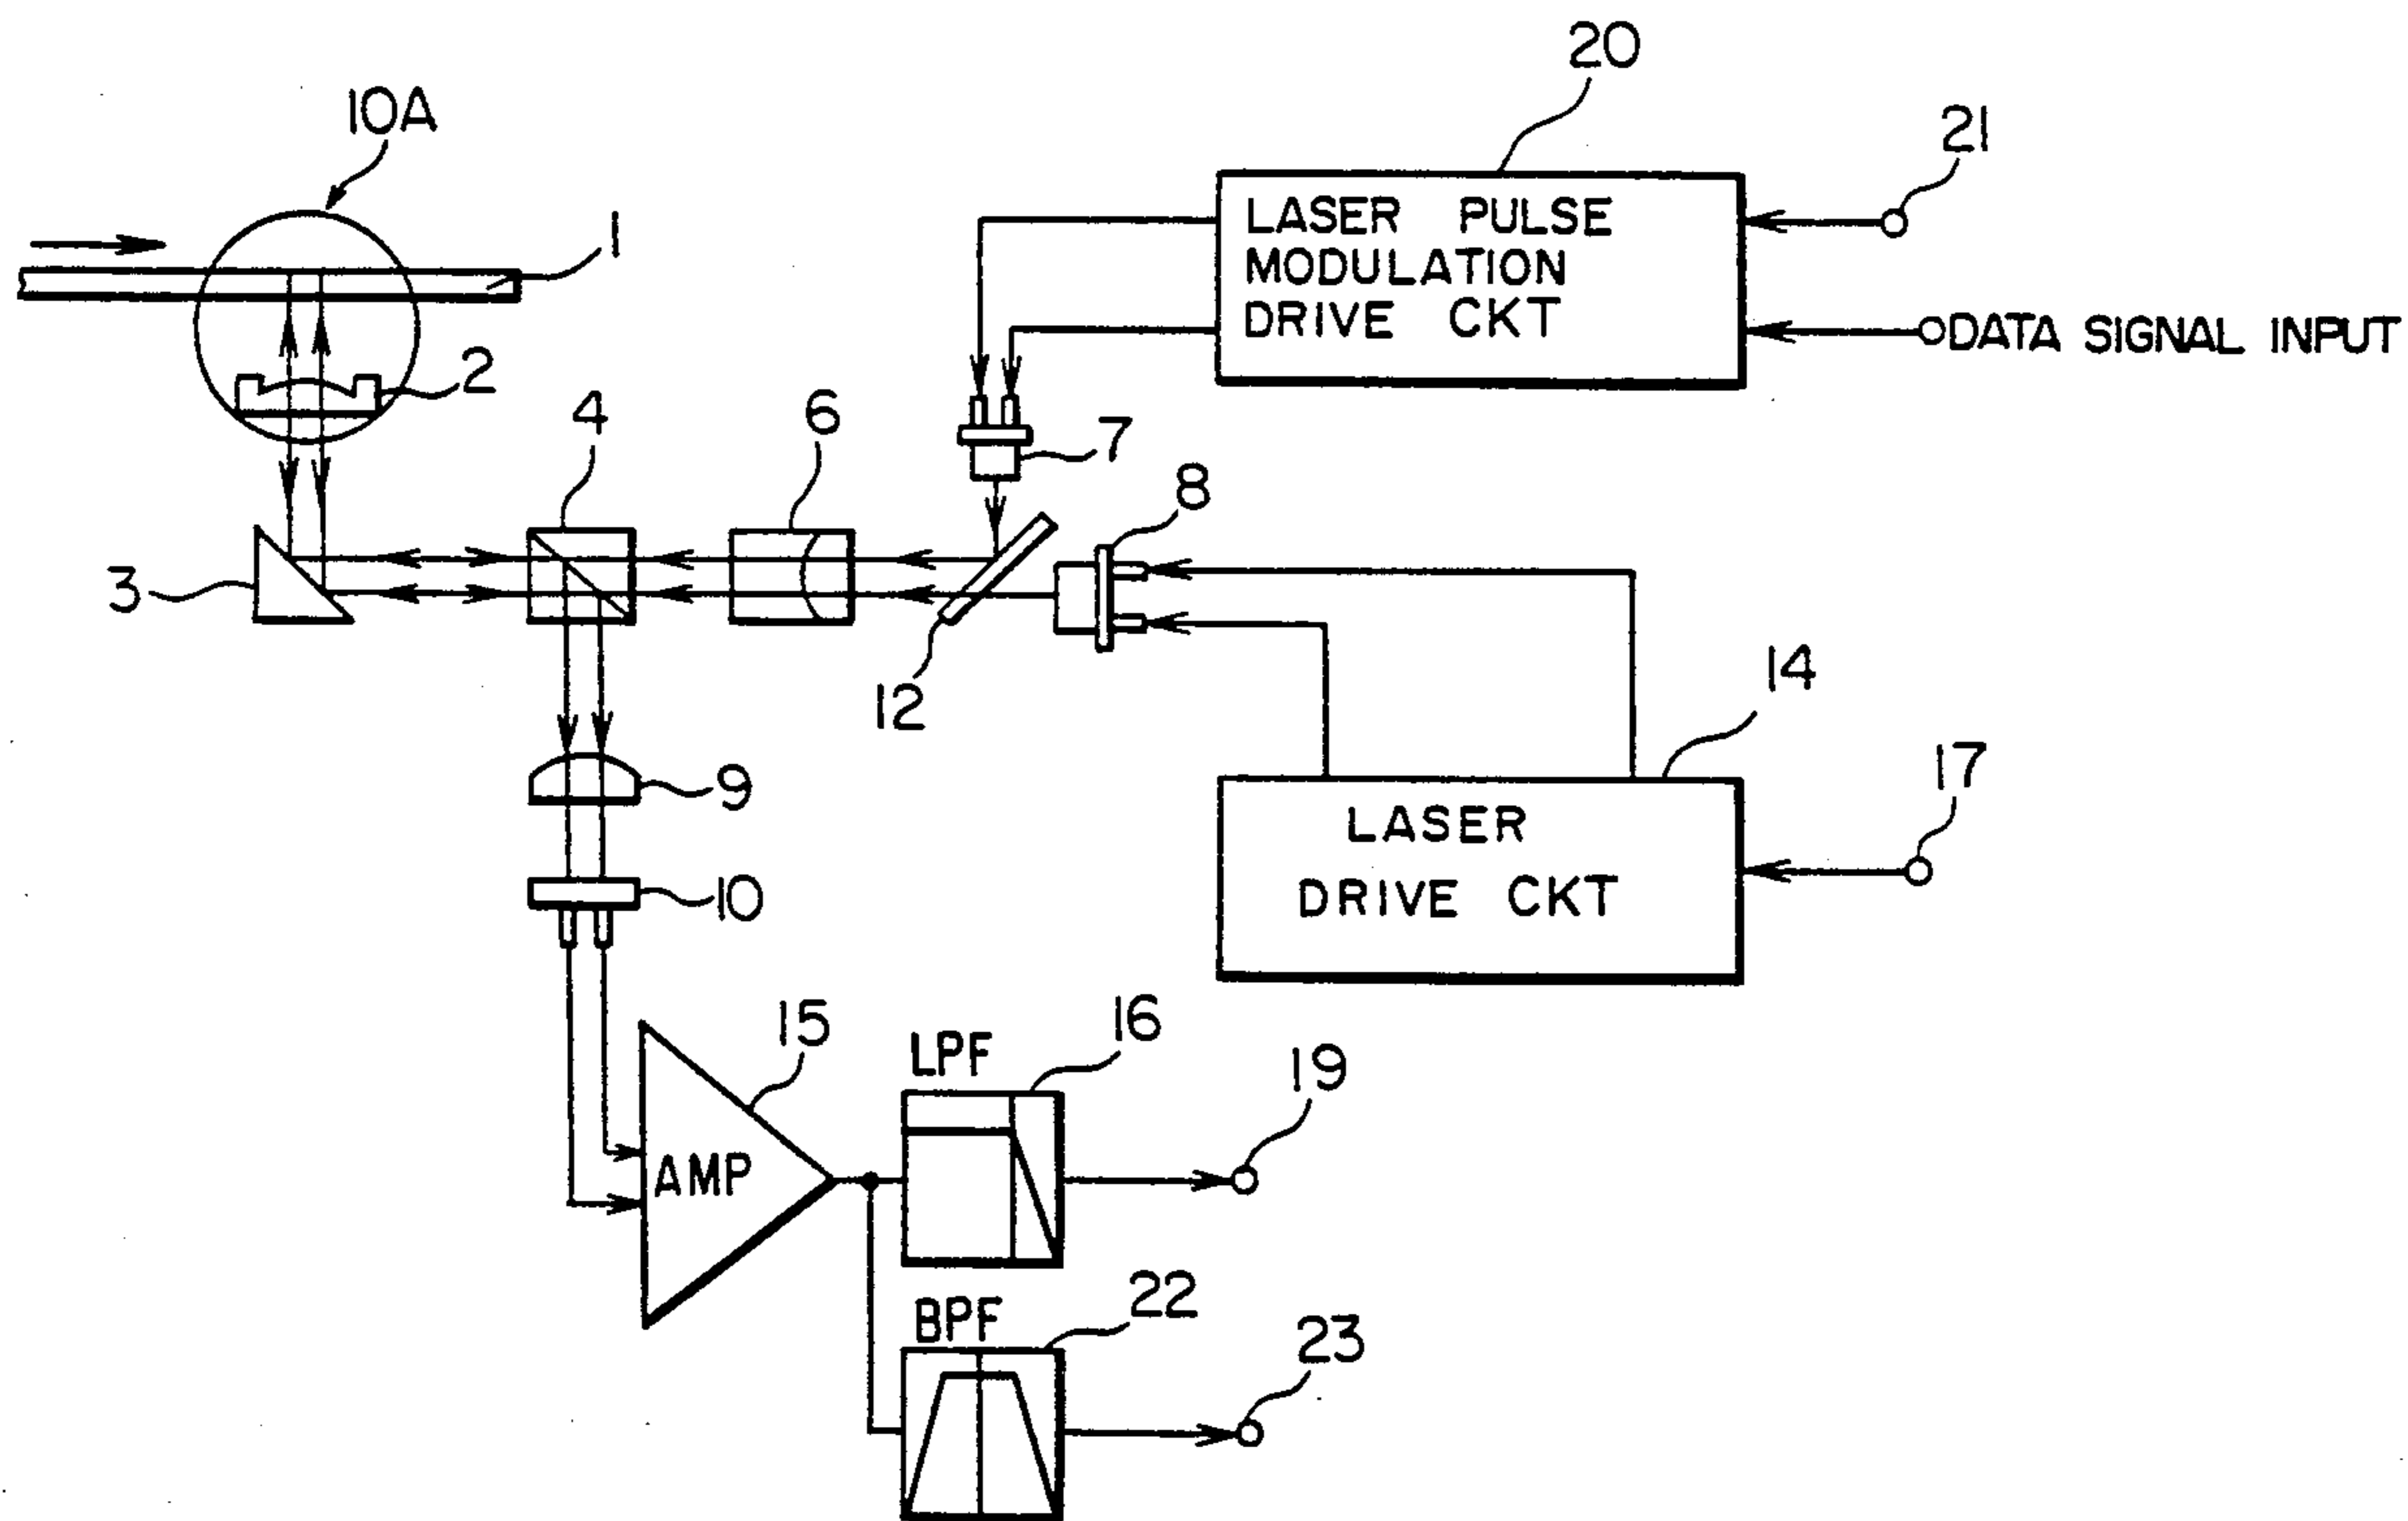 20
10A
21
1
LASER PULSE
MODULATION
DRIVE CKT
DATA SIGNAL INPUT
2
4
6
7
8
3
12
14
17
9
LASER
DRIVE CKT
10
15
LPF
16
19
AMP
BPF
22
23